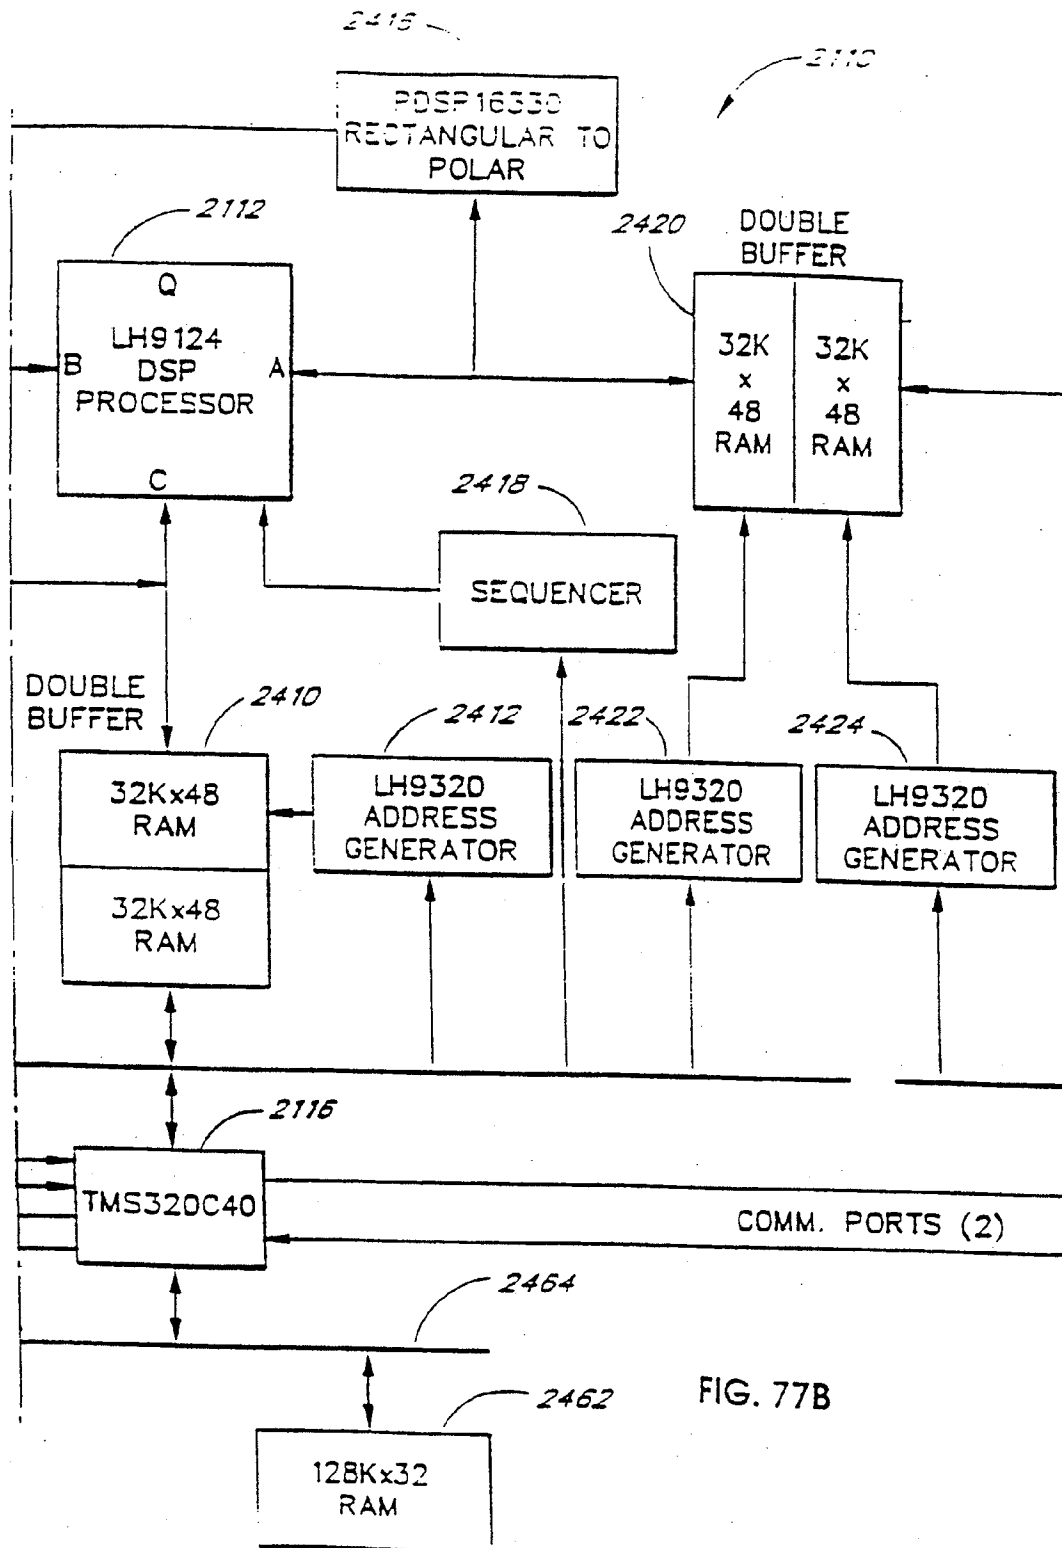 2110
PDSP16330
RECTANGULAR TO
POLAR
2112
2420
DOUBLE
BUFFER
Q
LH9124
DSP
PROCESSOR
B
A
C
32K
x
48
RAM
32K
x
48
RAM
2418
SEQUENCER
DOUBLE
BUFFER
2410
2412
2422
2424
32Kx48
RAM
32Kx48
RAM
LH9320
ADDRESS
GENERATOR
LH9320
ADDRESS
GENERATOR
LH9320
ADDRESS
GENERATOR
2116
TMS320C40
COMM. PORTS (2)
2464
2462
128Kx32
RAM
FIG. 77B